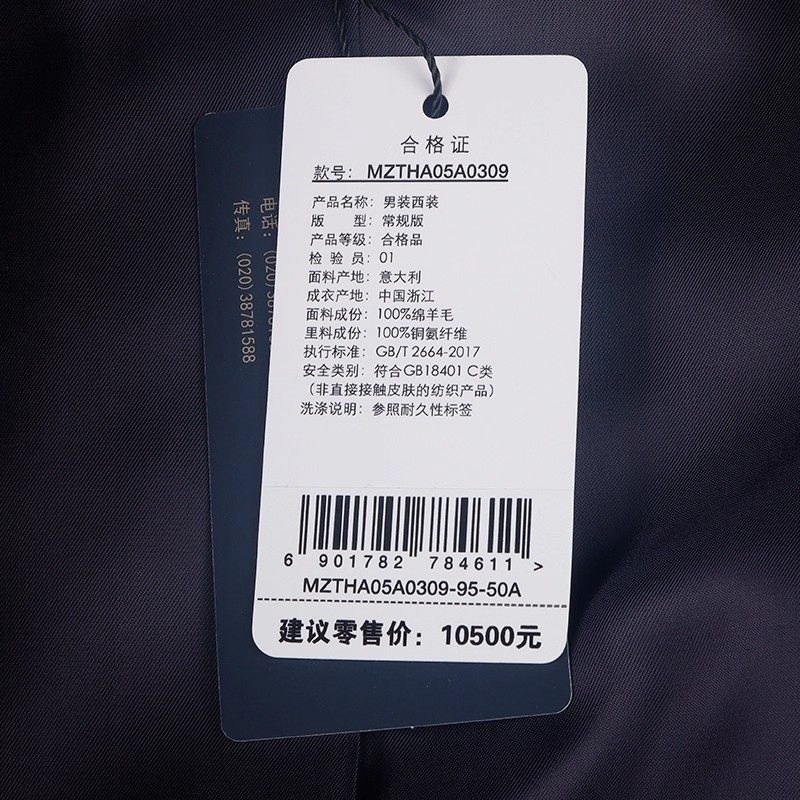 合格证
款号： MZTHA05A0309
产品名称：男装西装
版 型：常规版
产品等级：合格品
检 验 员：01
面料产地：意大利
成衣产地：中国浙江
面料成份：100%绵羊毛
里料成份：100%铜氨纤维
执行标准：GB/T 2664-2017
安全类别：符合GB18401 C类
（非直接接触皮肤的纺织产品）
洗涤说明：参照耐久性标签
6 901782 784611 >
MZTHA05A0309-95-50A
建议零售价：10500元
电话：(020)
传真：(020)38781588